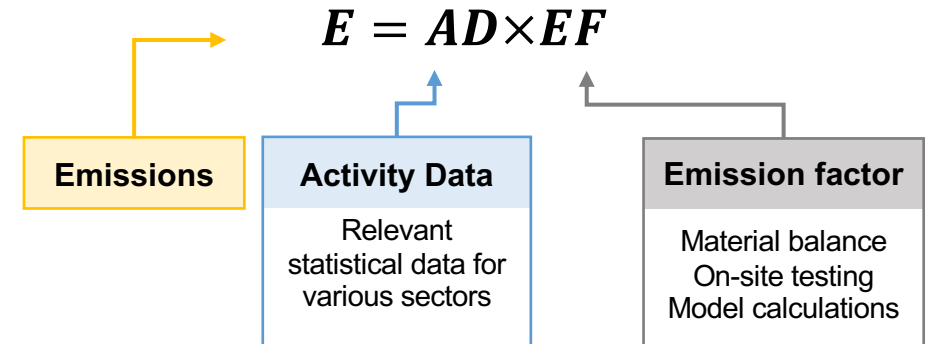 E = AD×EF
Emissions
Activity Data
Relevant
statistical data for
various sectors
Emission factor
Material balance
On-site testing
Model calculations